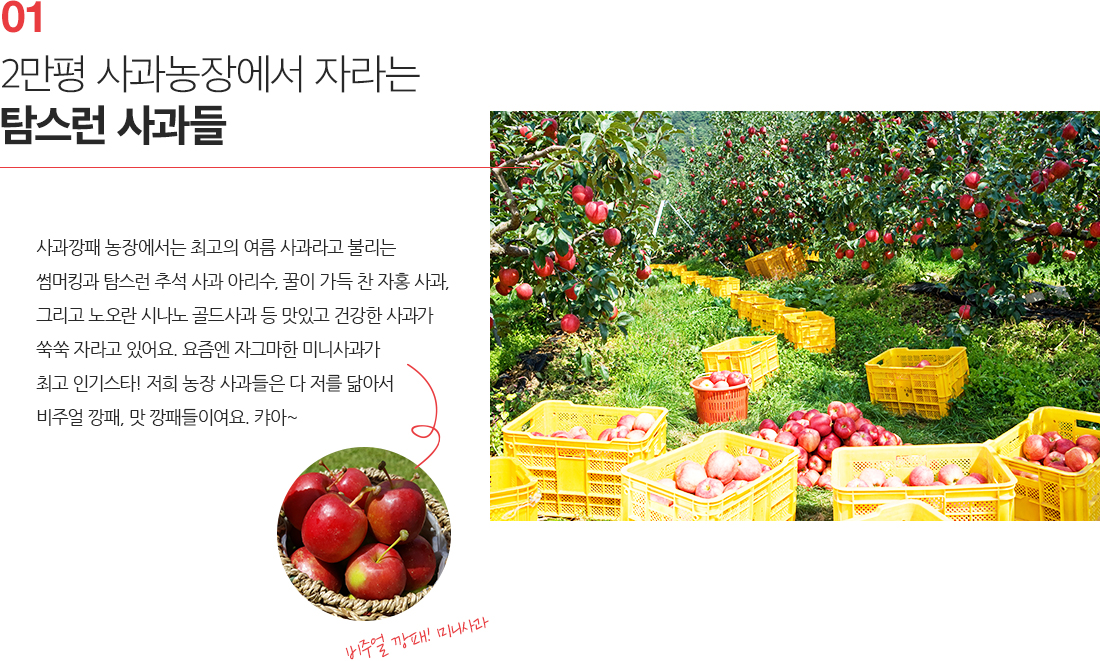 01
2만평 사과농장에서 자라는
탐스런 사과들
사과깡패 농장에서는 최고의 여름 사과라고 불리는
썸머킹과 탐스런 추석 사과 아리수, 꿀이 가득 찬 자홍 사과,
그리고 노오란 시나노 골드사과 등 맛있고 건강한 사과가
쑥쑥 자라고 있어요. 요즘엔 자그마한 미니사과가
최고 인기스타! 저희 농장 사과들은 다 저를 닮아서
비주얼 깡패, 맛 깡패들이여요. 캬아~
비주얼 깡패! 미니사과